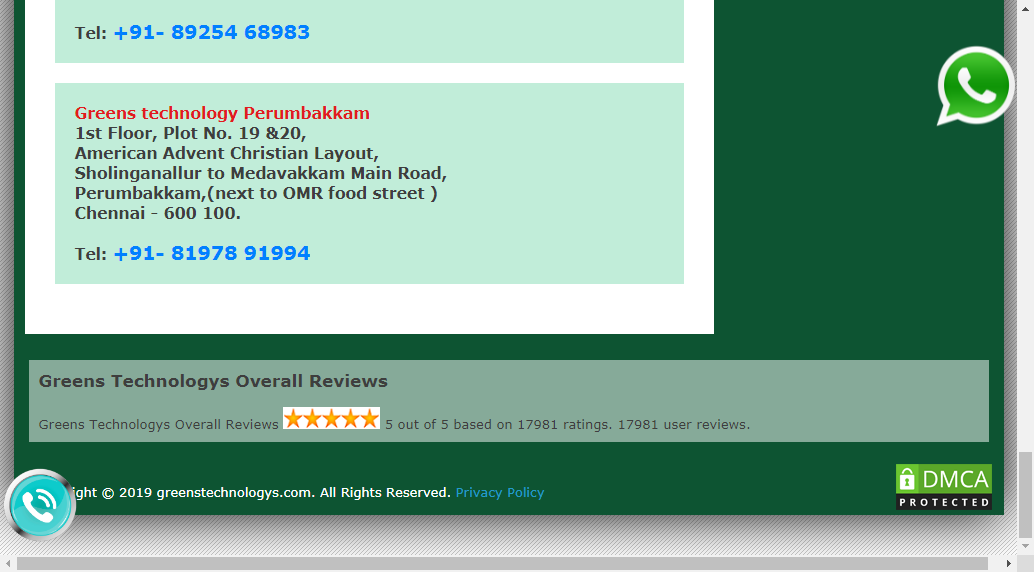 Tel: +91- 89254 68983
Greens technology Perumbakkam
1st Floor, Plot No. 19 &20,
American Advent Christian Layout,
Sholinganallur to Medavakkam Main Road,
Perumbakkam,(next to OMR food street )
Chennai - 600 100.
Tel: +91- 81978 91994
Greens Technologys Overall Reviews
Greens Technologys Overall Reviews 5 out of 5 based on 17981 ratings. 17981 user reviews.
ight © 2019 greenstechnologys.com. All Rights Reserved. Privacy Policy
DMCA
PROTECTED